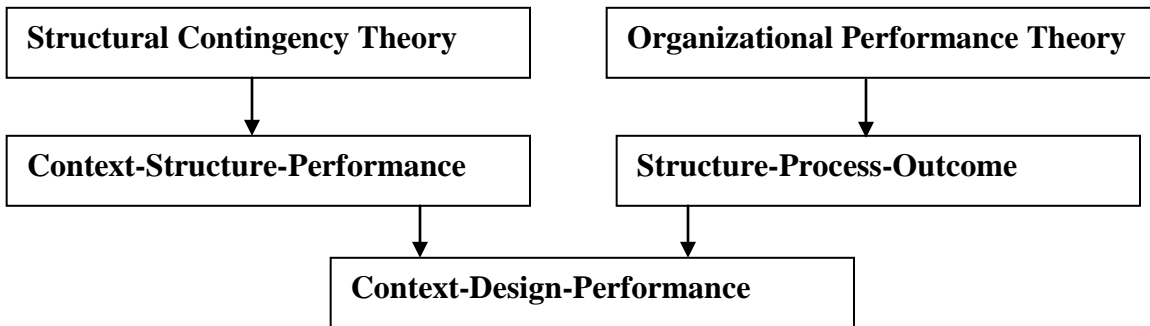 Structural Contingency Theory
Organizational Performance Theory
Context-Structure-Performance
Structure-Process-Outcome
Context-Design-Performance